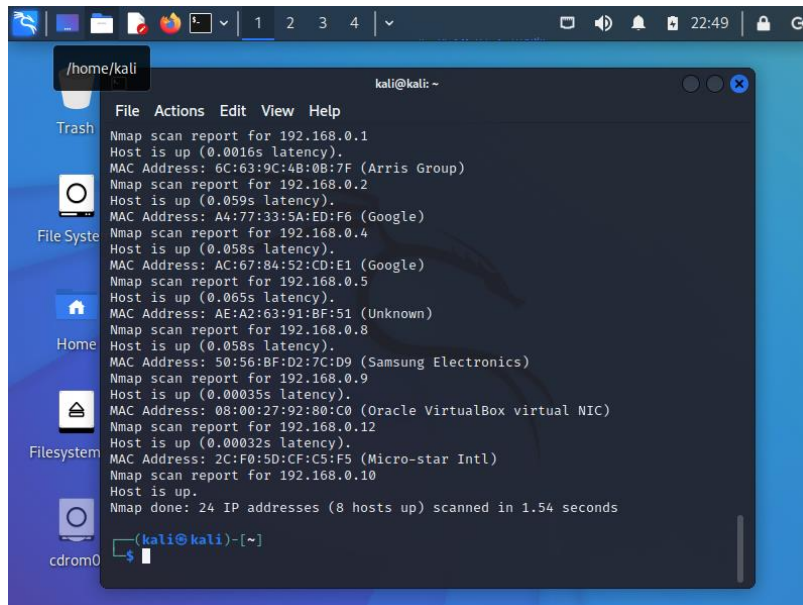 1 2 3 4 22:49
/home/kali
kali@kali: ~
File Actions Edit View Help
Trash
File Syste
Home
Filesystem
cdrom0
Nmap scan report for 192.168.0.1
Host is up (0.0016s latency).
MAC Address: 6C:63:9C:4B:0B:7F (Arris Group)
Nmap scan report for 192.168.0.2
Host is up (0.059s latency).
MAC Address: A4:77:33:5A:ED:F6 (Google)
Nmap scan report for 192.168.0.4
Host is up (0.058s latency).
MAC Address: AC:67:84:52:CD:E1 (Google)
Nmap scan report for 192.168.0.5
Host is up (0.065s latency).
MAC Address: AE:A2:63:91:BF:51 (Unknown)
Nmap scan report for 192.168.0.8
Host is up (0.058s latency).
MAC Address: 50:56:BF:D2:7C:D9 (Samsung Electronics)
Nmap scan report for 192.168.0.9
Host is up (0.00035s latency).
MAC Address: 08:00:27:92:80:C0 (Oracle VirtualBox virtual NIC)
Nmap scan report for 192.168.0.12
Host is up (0.00032s latency).
MAC Address: 2C:F0:5D:CF:C5:F5 (Micro-star Intl)
Nmap scan report for 192.168.0.10
Host is up.
Nmap done: 24 IP addresses (8 hosts up) scanned in 1.54 seconds
┌──(kali㉿kali)-[~]
└─$